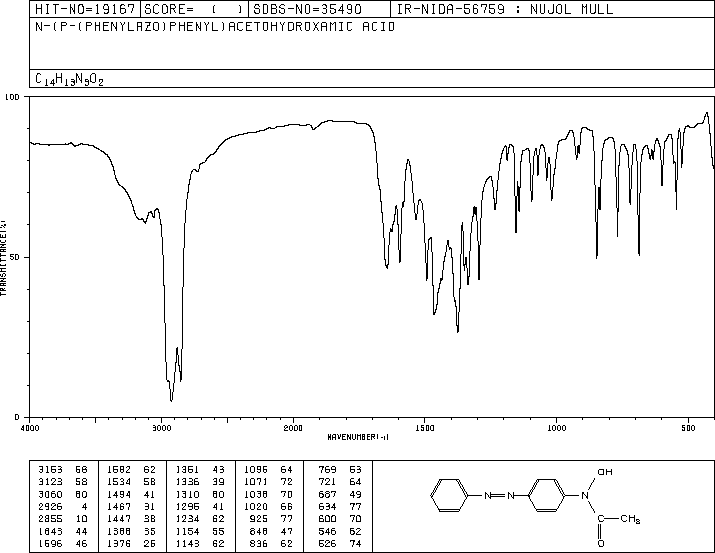 HIT-NO=19167 SCORE= ( ) SDBS-NO=35490 IR-NIDA-56759 : NUJOL MULL
N-(P-(PHENYLAZO)PHENYL)ACETOHYDROXAMIC ACID
C14H13N3O2
100
50
0
TRANSMITTANCE(%)
4000 3000 2000 1500 1000 500
WAVENUMBER(-1)
3163 58 1582 62 1351 43 1096 64 769 53
3123 58 1534 58 1336 39 1071 72 721 64
3060 60 1494 41 1310 60 1038 70 687 49
2926 4 1467 31 1296 41 1020 66 634 77
2855 10 1447 38 1234 62 925 77 600 70
1643 44 1388 35 1154 55 848 47 546 62
1596 46 1376 26 1143 62 836 62 526 74
OH
N=N
N
C
CH3
O